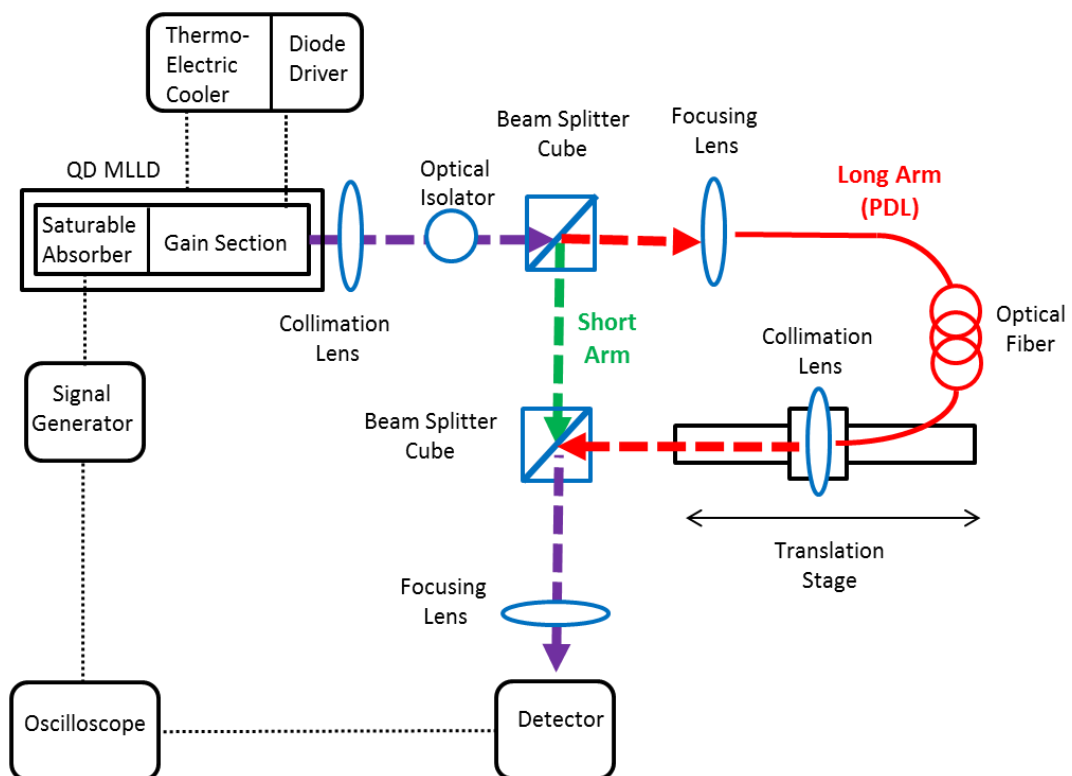 Thermo-
Electric
Cooler
Diode
Driver
QD MLLD
Saturable
Absorber
Gain Section
Collimation
Lens
Optical
Isolator
Beam Splitter
Cube
Focusing
Lens
Long Arm
(PDL)
Short
Arm
Optical
Fiber
Collimation
Lens
Signal
Generator
Beam Splitter
Cube
Translation
Stage
Focusing
Lens
Oscilloscope
Detector